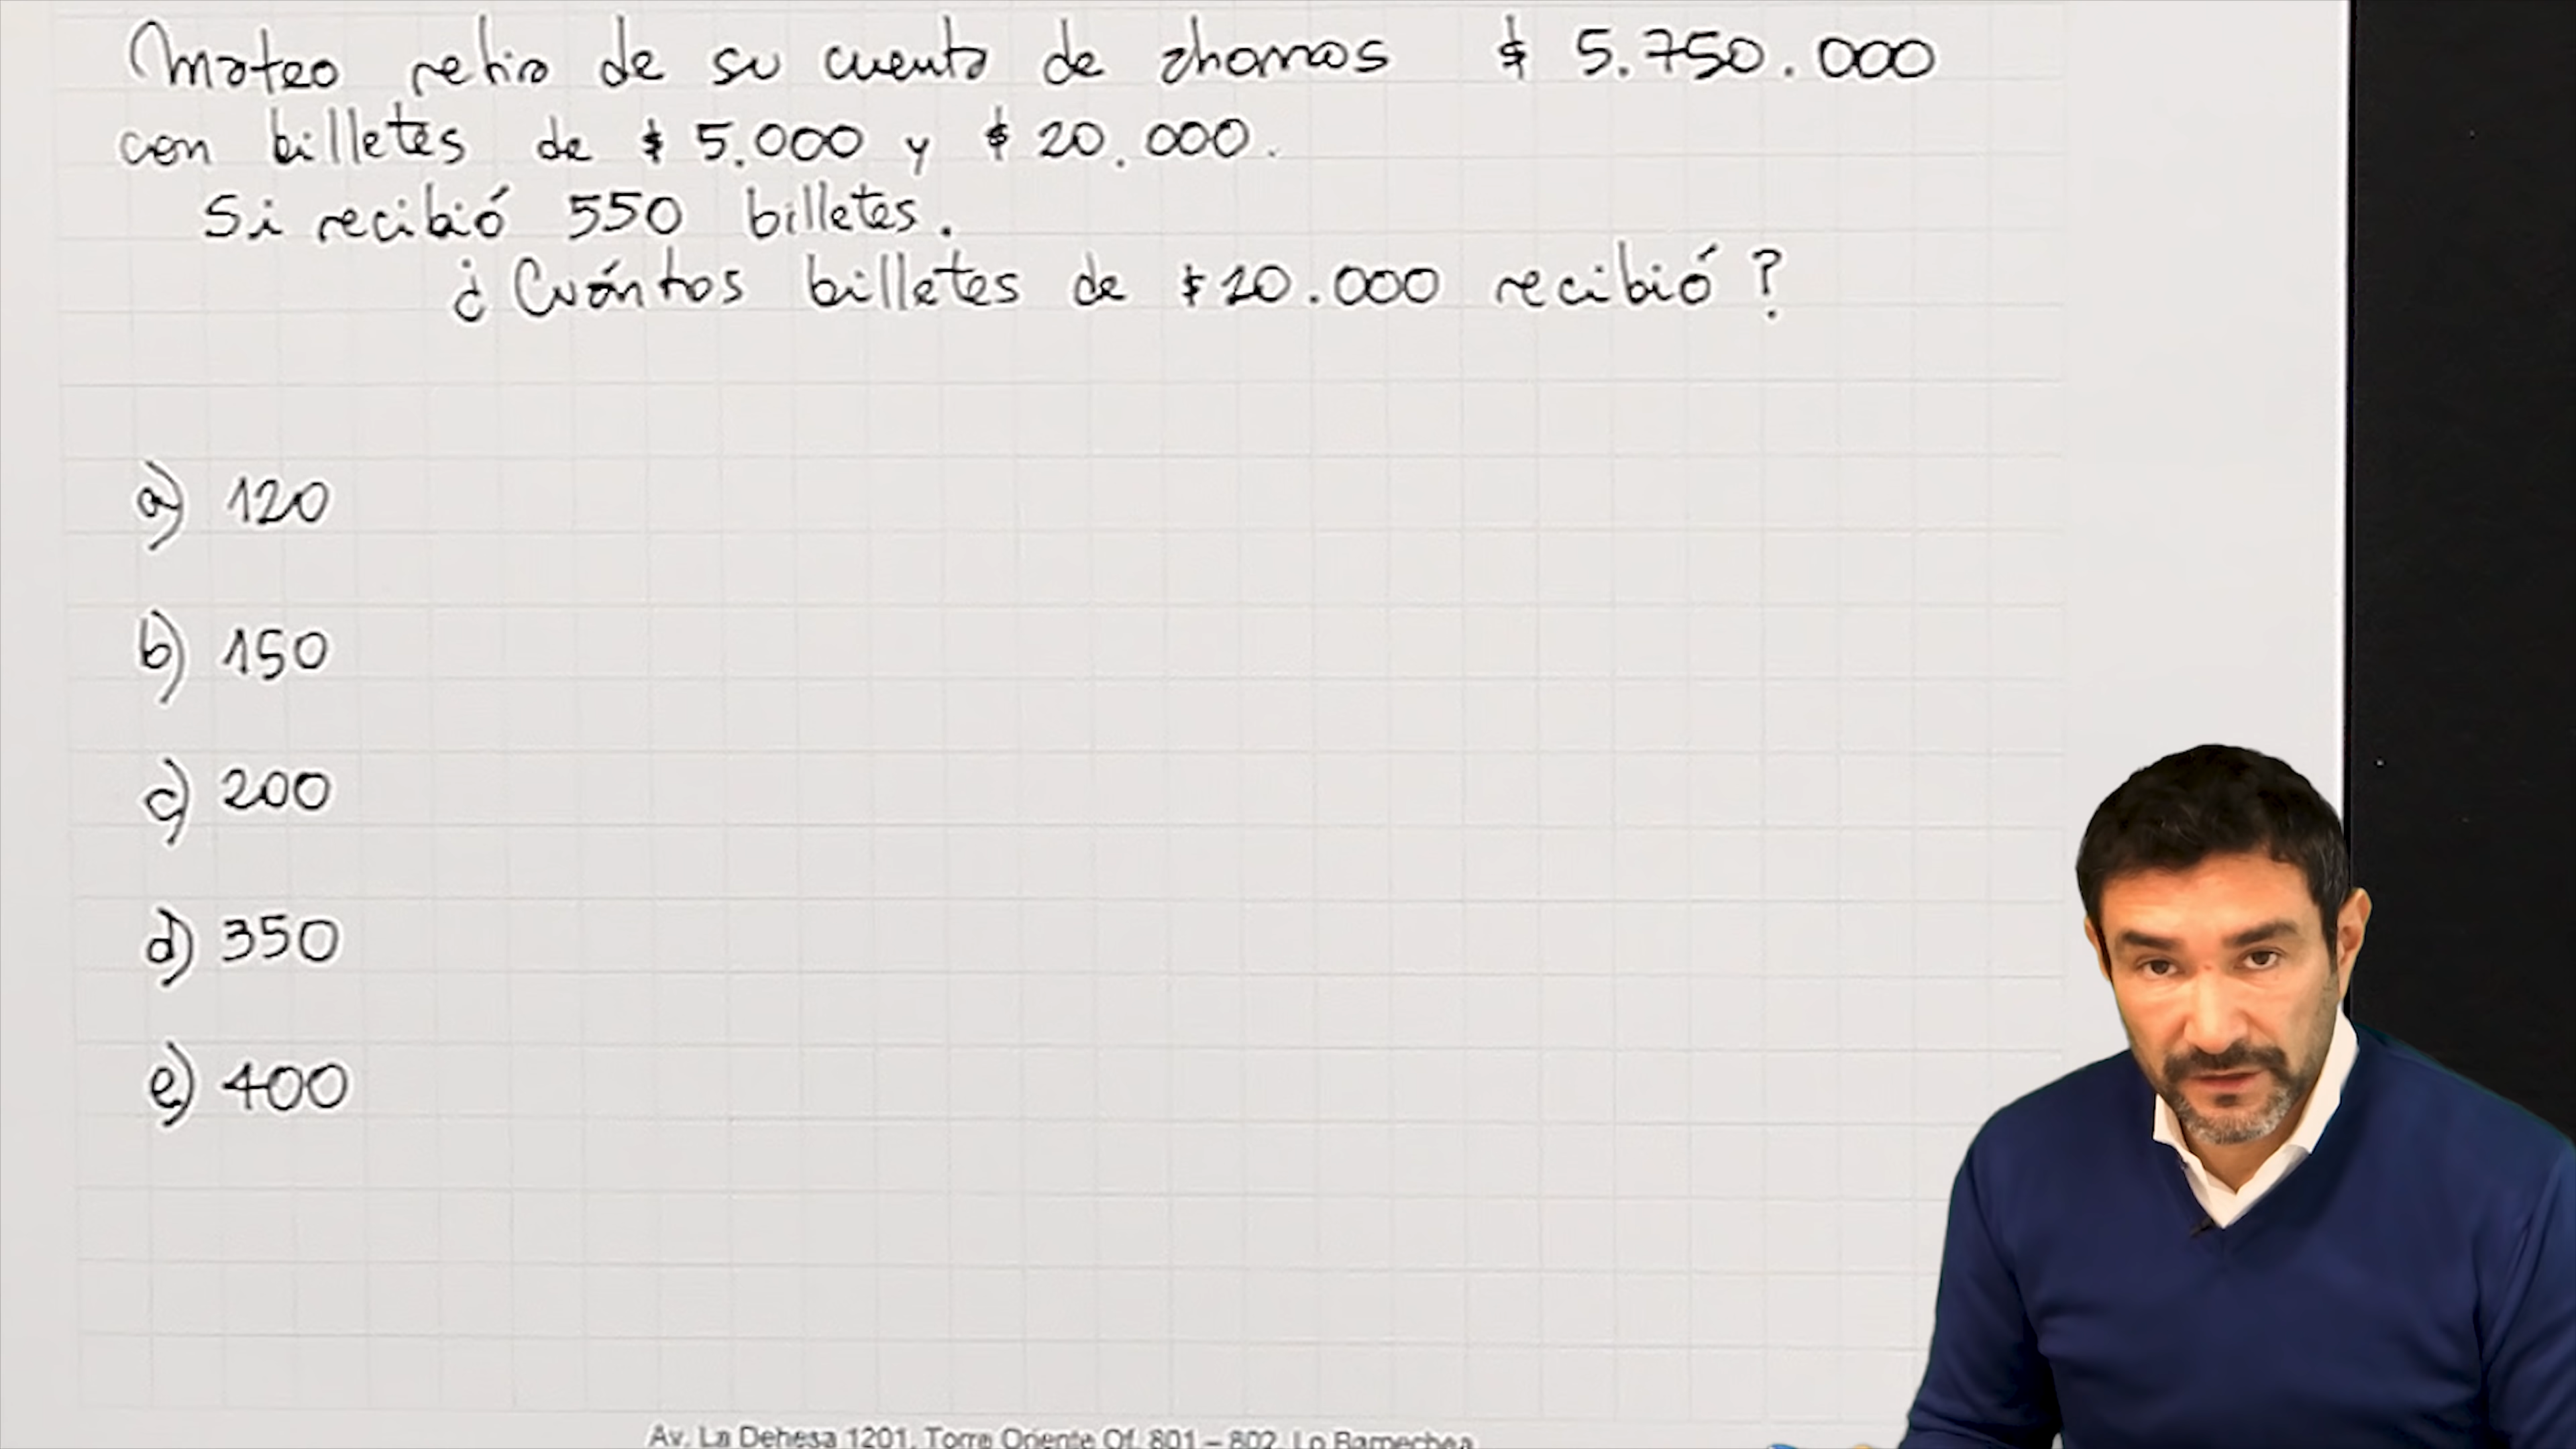 Mateo retira de su cuenta de ahorros $ 5.750.000
con billetes de $ 5.000 y $ 20.000.
Si recibió 550 billetes.
¿Cuántos billetes de $20.000 recibió?
a) 120
b) 150
c) 200
d) 350
e) 400
Av. La Dehesa 1201, Torre Oriente Of. 801 – 802, Lo Barnechea